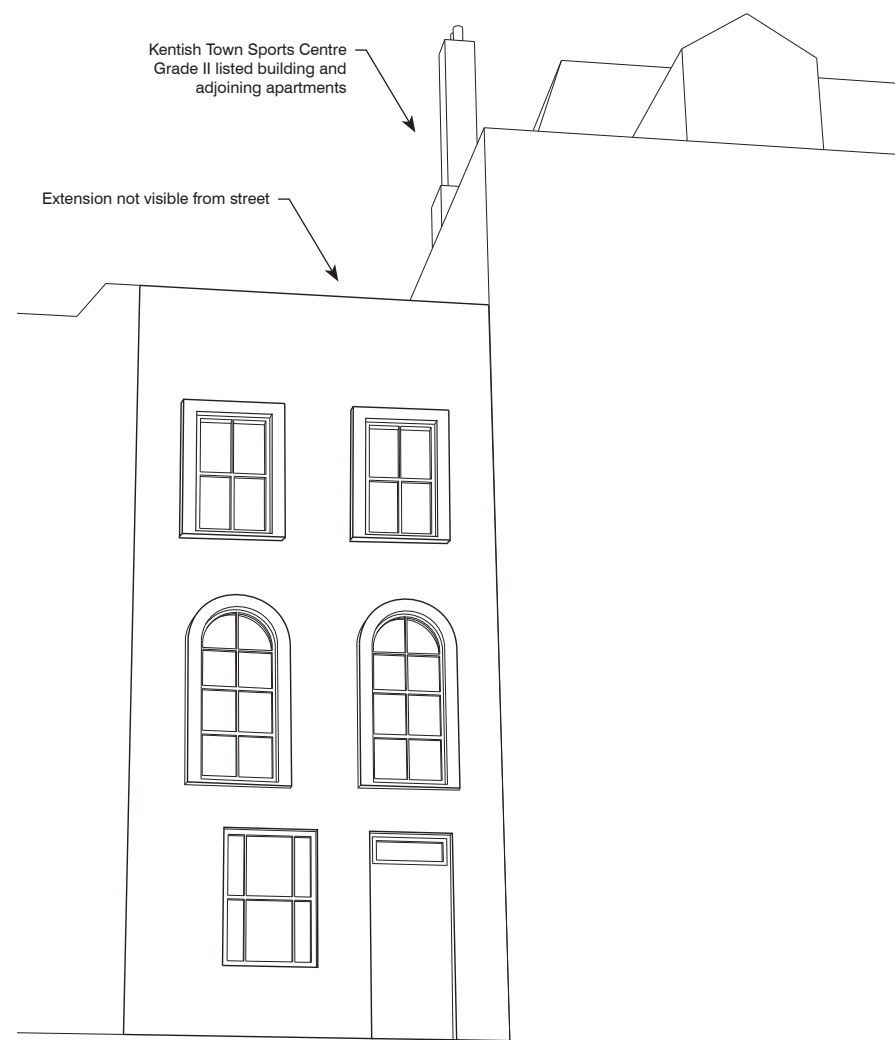 Kentish Town Sports Centre
Grade II listed building and
adjoining apartments
Extension not visible from street